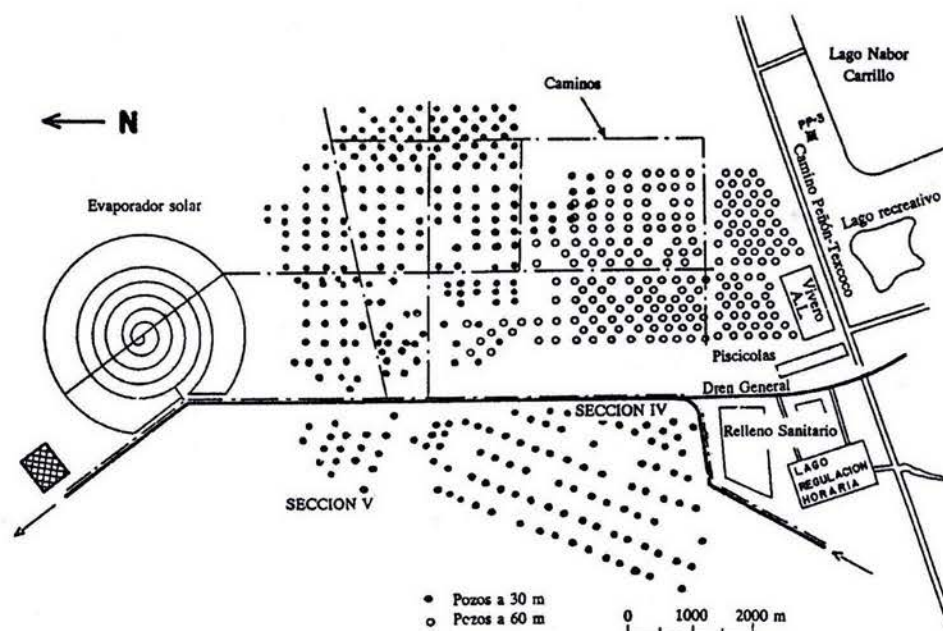 Lago Nabor
Carrillo
Caminos
N
PP-3
Camino Peñón-Texcoco
Evaporador solar
Lago recreativo
Vivero
A.L.
Piscicolas
Dren General
SECCION IV
Relleno Sanitario
LAGO
REGULACION
HORARIA
SECCION V
Pozos a 30 m
Pozos a 60 m
0 1000 2000 m